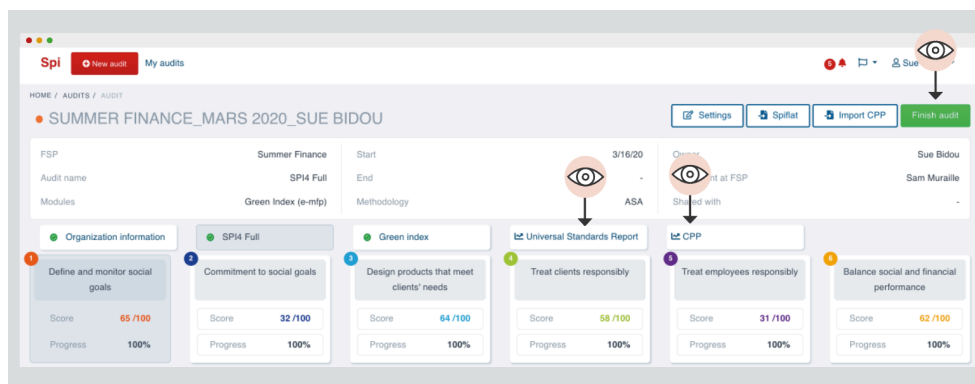 Spi New audit My audits 5 Sue
HOME / AUDITS / AUDIT
SUMMER FINANCE_MARS 2020_SUE BIDOU
Settings Spiflat Import CPP Finish audit
FSP Summer Finance Start 3/16/20 Owner Sue Bidou
Audit name SPI4 Full End - at FSP Sam Muraille
Modules Green Index (e-mfp) Methodology ASA Shared with -
Organization information SPI4 Full Green index Universal Standards Report CPP
1 2 3 4 5 6
Define and monitor social goals
Commitment to social goals
Design products that meet clients' needs
Treat clients responsibly
Treat employees responsibly
Balance social and financial performance
Score 65 /100 Score 32 /100 Score 64 /100 Score 58 /100 Score 31 /100 Score 62 /100
Progress 100% Progress 100% Progress 100% Progress 100% Progress 100% Progress 100%